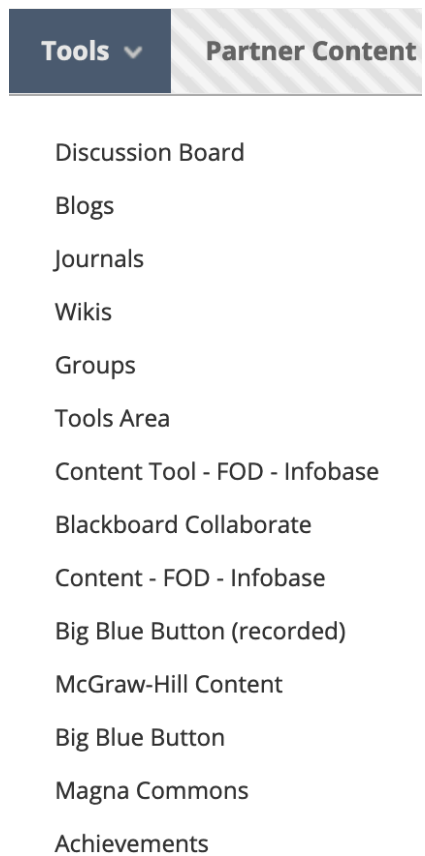 Tools Partner Content
Discussion Board
Blogs
Journals
Wikis
Groups
Tools Area
Content Tool - FOD - Infobase
Blackboard Collaborate
Content - FOD - Infobase
Big Blue Button (recorded)
McGraw-Hill Content
Big Blue Button
Magna Commons
Achievements